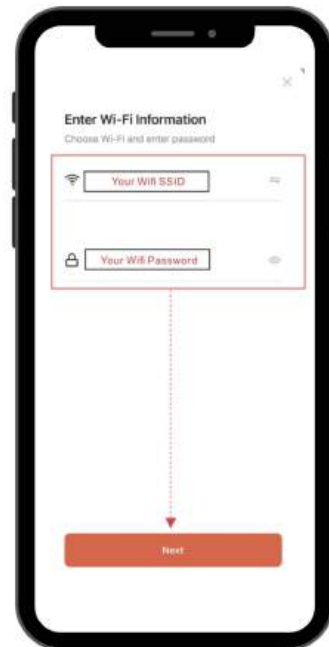 Enter Wi-Fi Information
Choose Wi-Fi and enter password
Your Wifi SSID
Your Wifi Password
Next